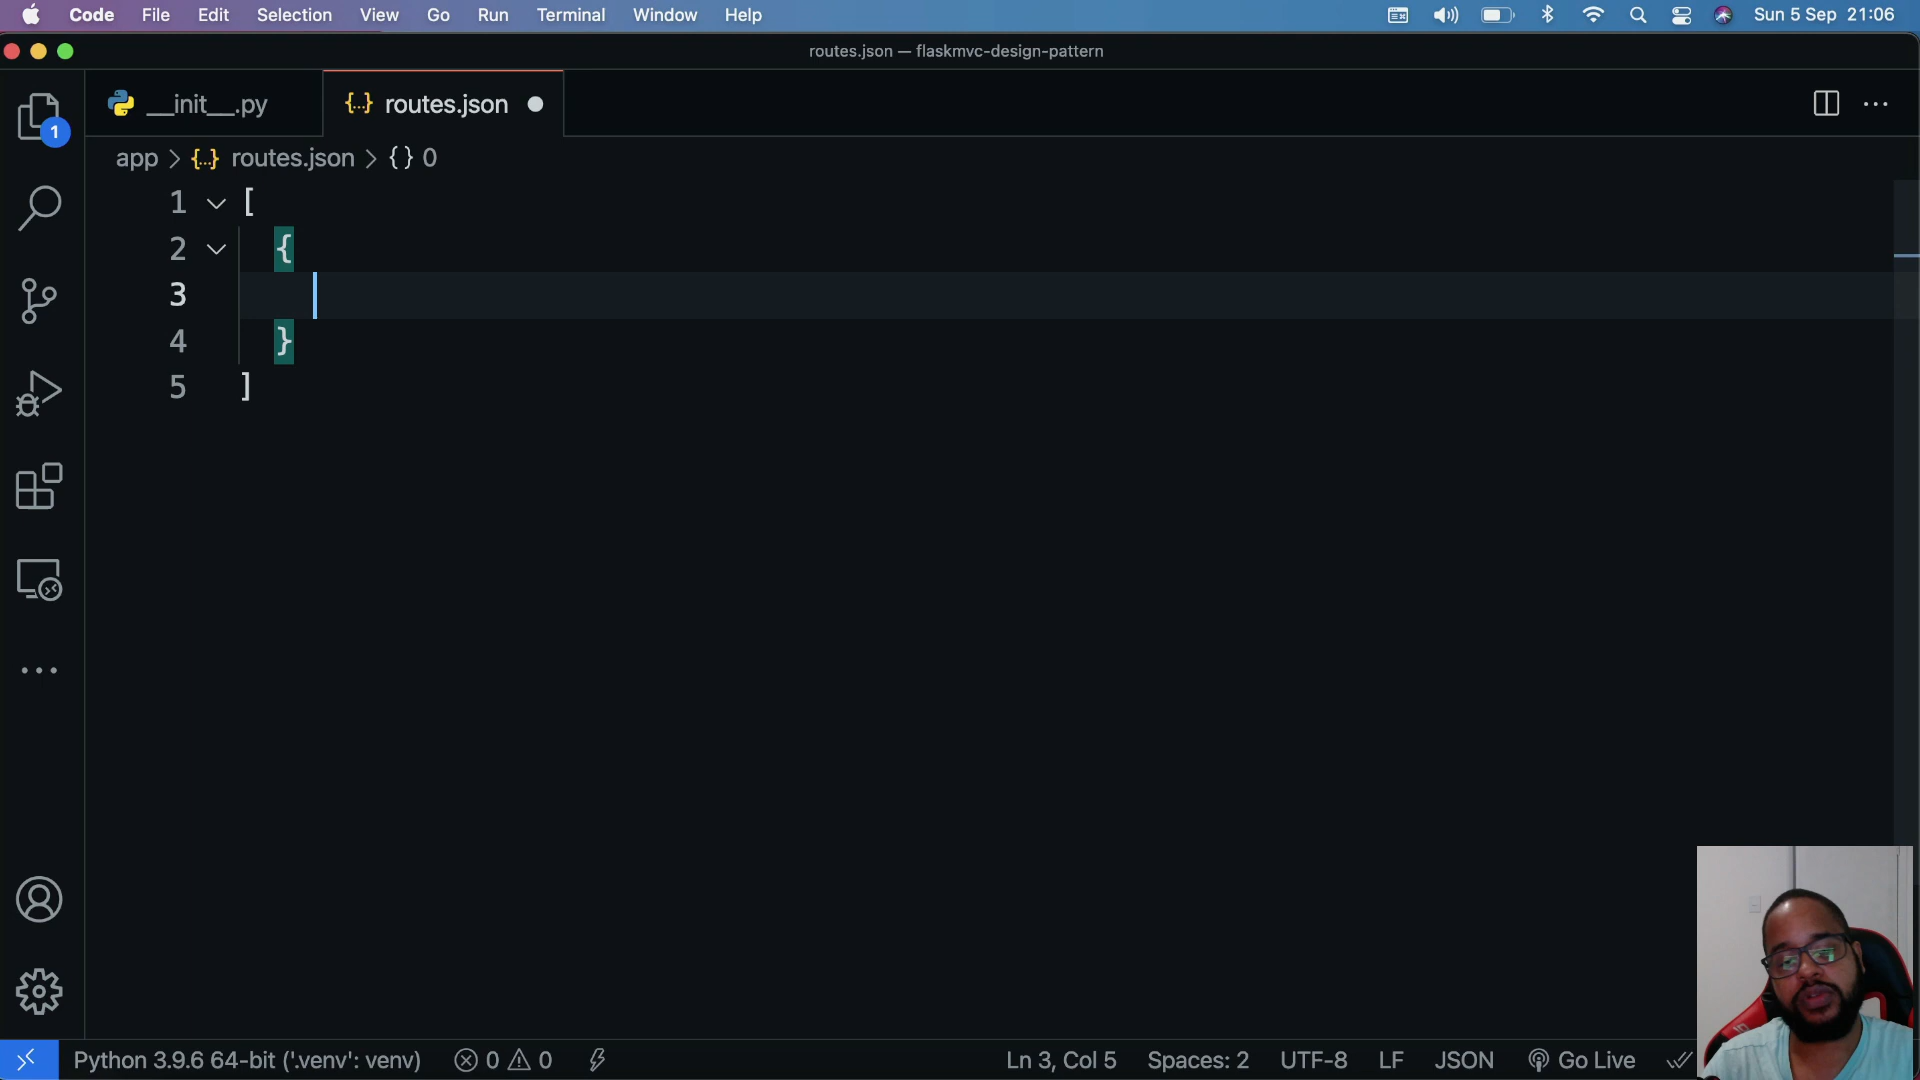 Code File Edit Selection View Go Run Terminal Window Help Sun 5 Sep 21:06
routes.json — flaskmvc-design-pattern
__init__.py {..} routes.json
1
app > {..} routes.json > {} 0
1 [
2 {
3
4 }
5 ]
Python 3.9.6 64-bit ('.venv': venv) 0 0 Ln 3, Col 5 Spaces: 2 UTF-8 LF JSON Go Live